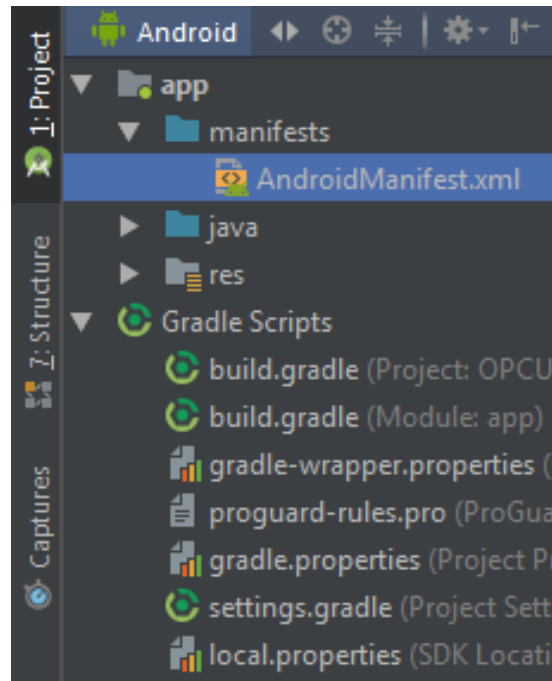 Android
app
manifests
AndroidManifest.xml
java
res
Gradle Scripts
build.gradle (Project: OPCU
build.gradle (Module: app)
gradle-wrapper.properties (
proguard-rules.pro (ProGua
gradle.properties (Project P
settings.gradle (Project Sett
local.properties (SDK Locati
1: Project
7: Structure
Captures